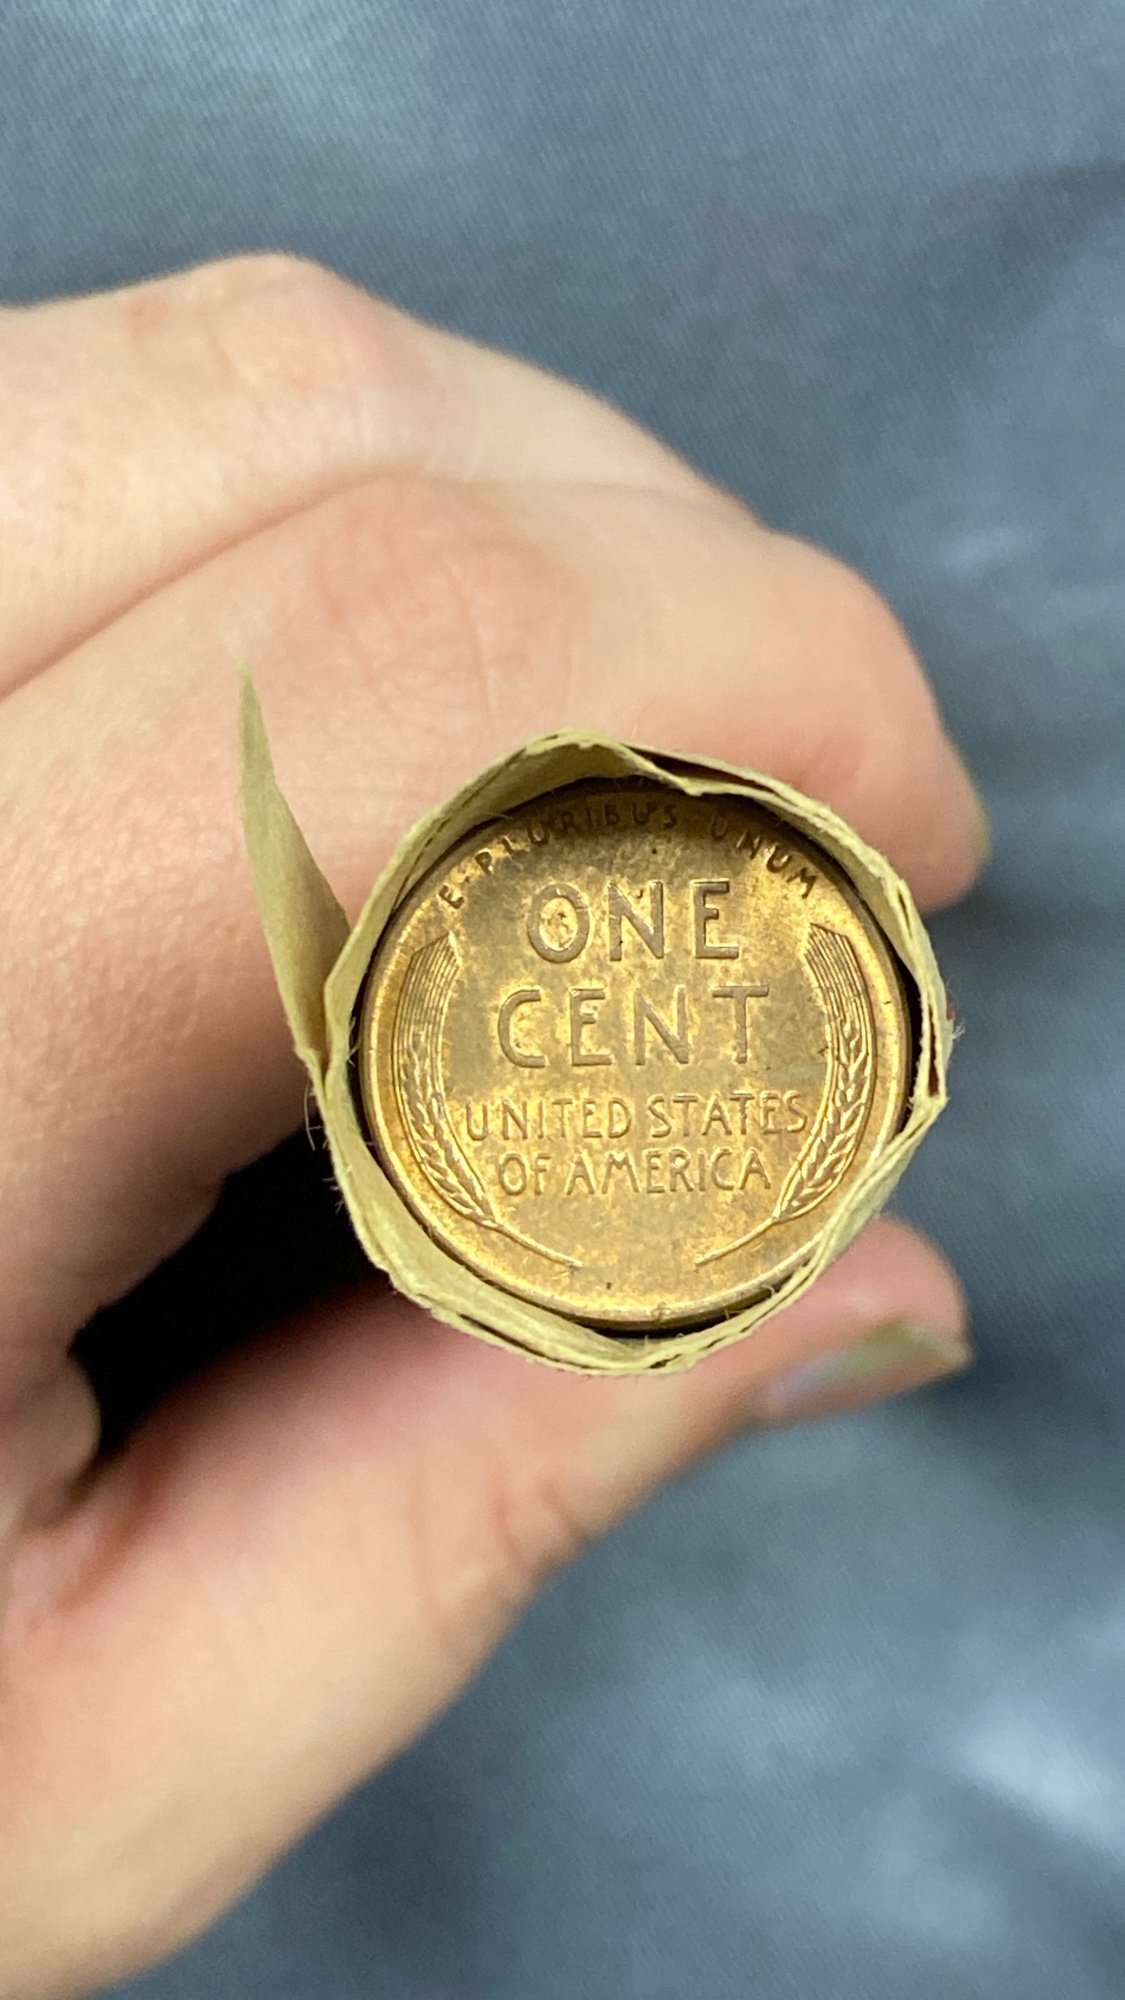 E·PLURIBUS UNUM
ONE
CENT
UNITED STATES
OF AMERICA